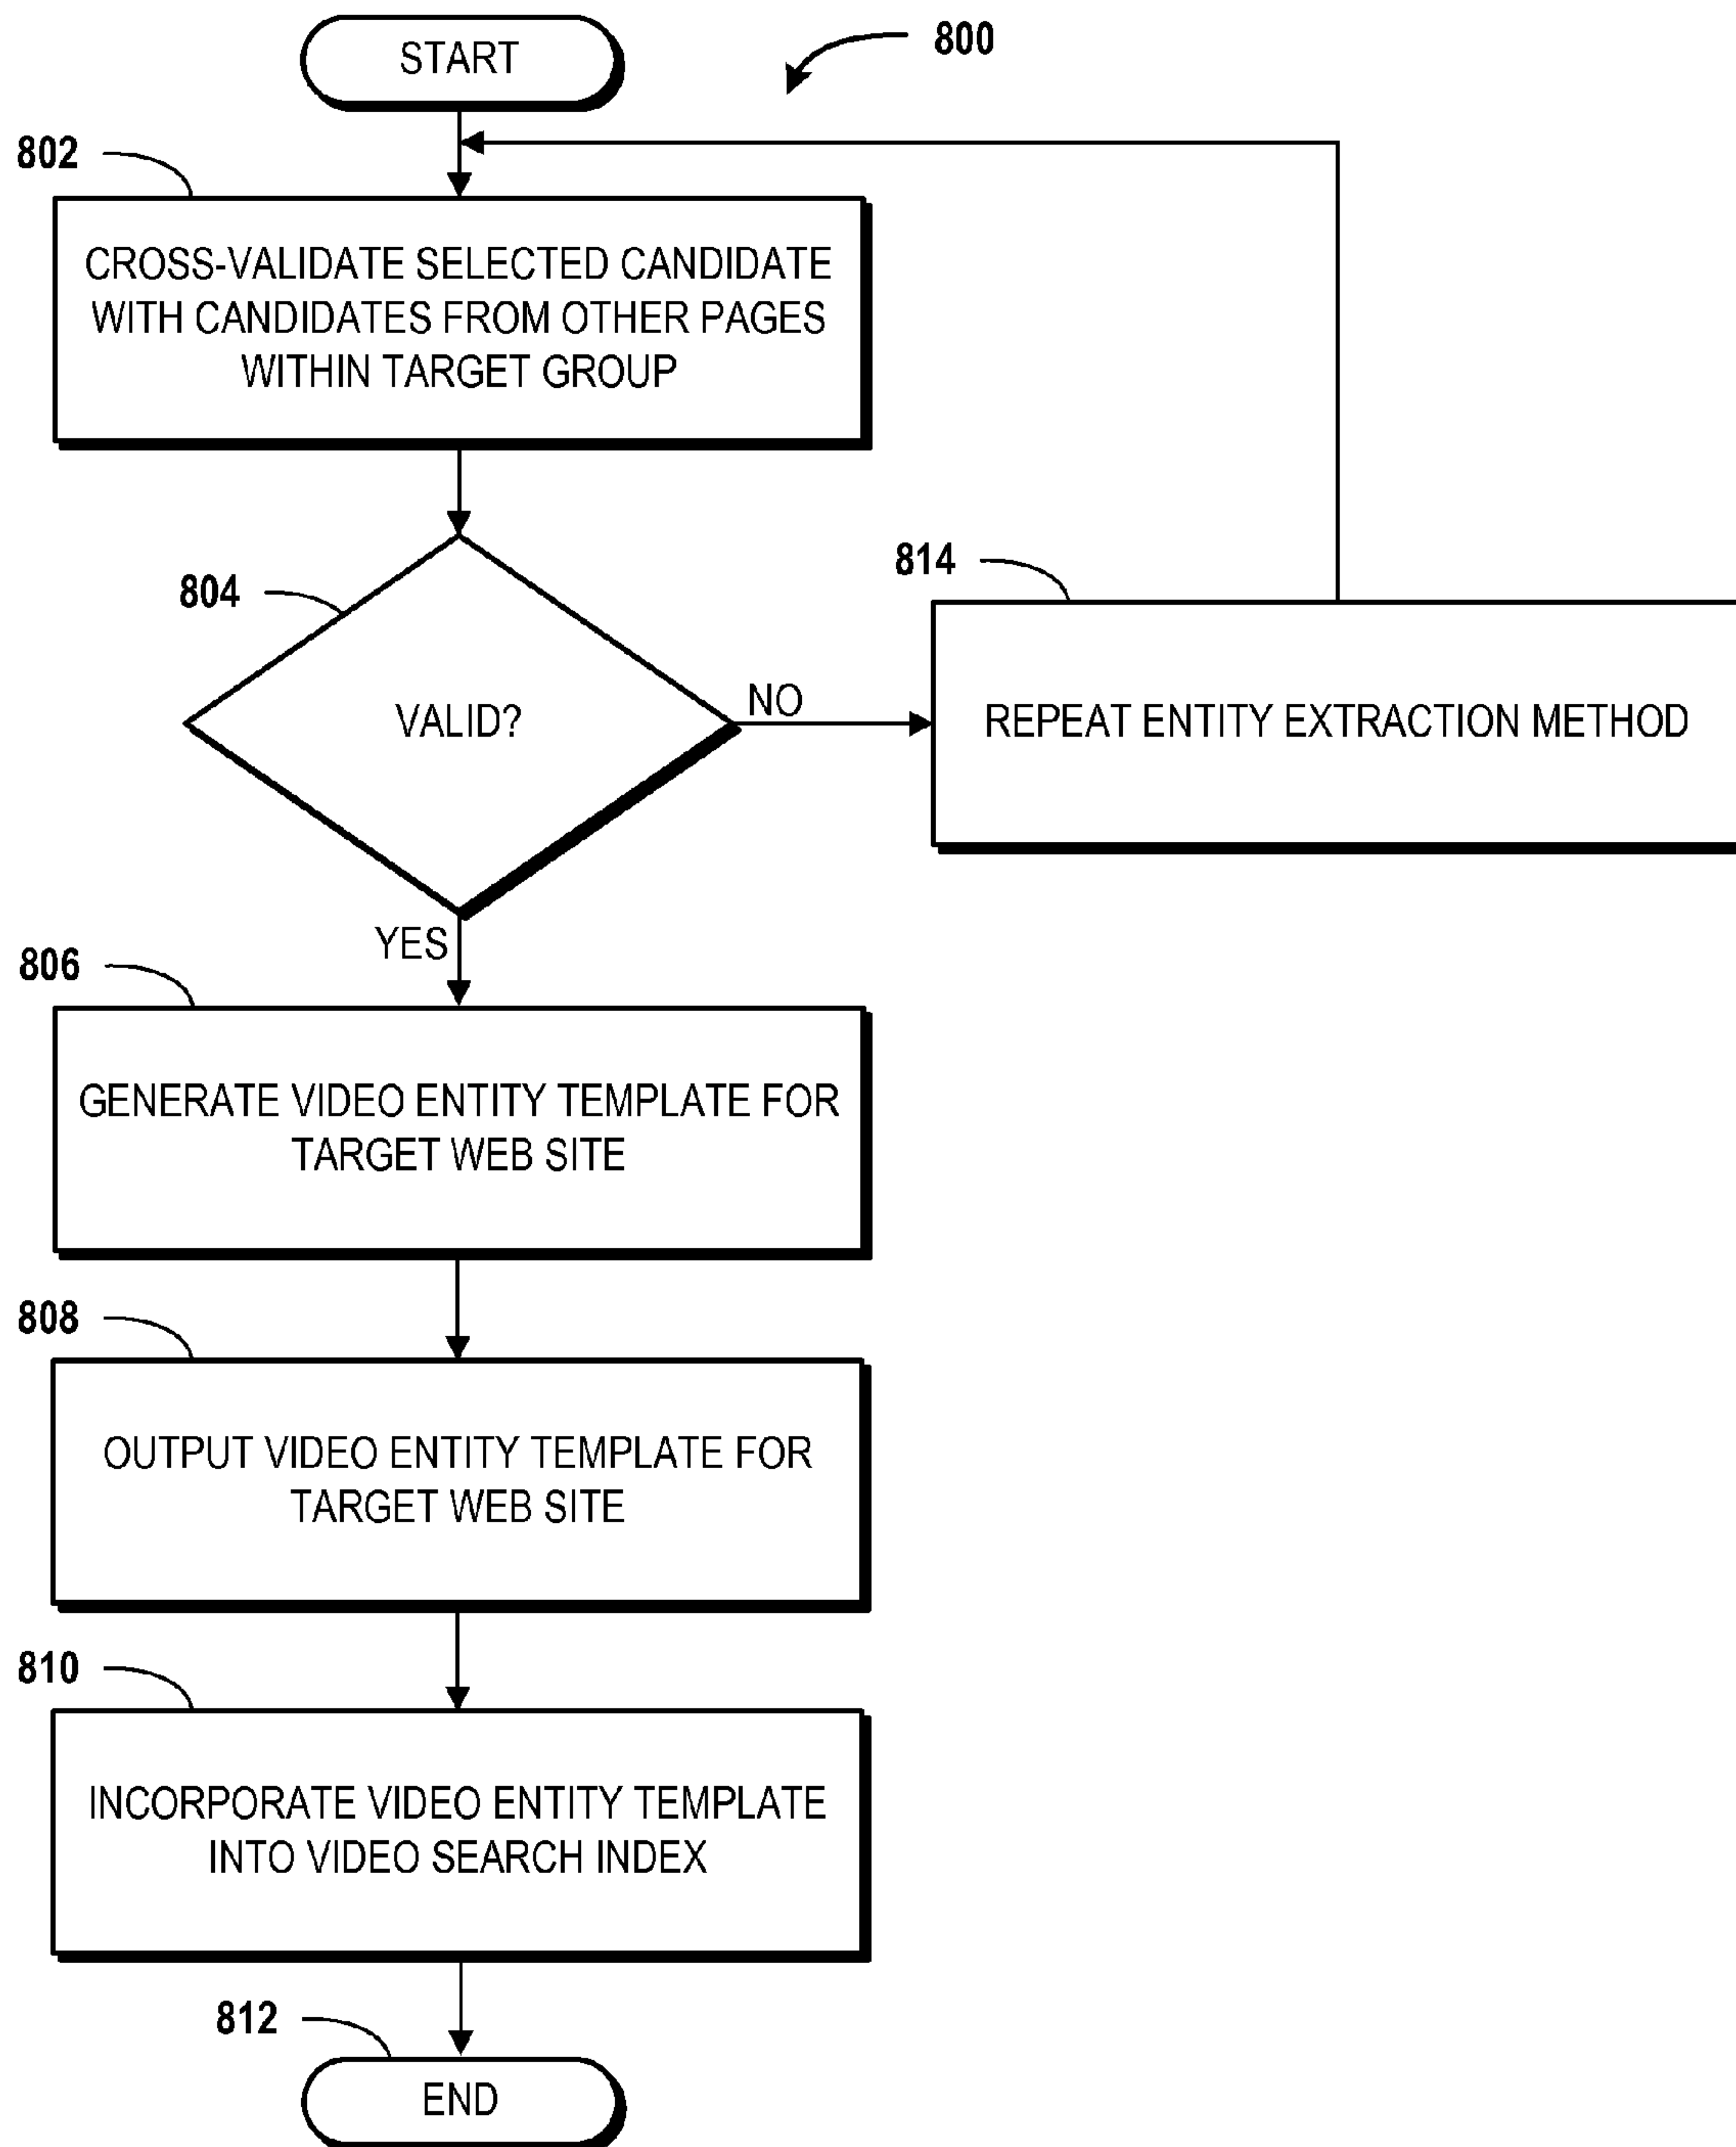 START
800
802
CROSS-VALIDATE SELECTED CANDIDATE
WITH CANDIDATES FROM OTHER PAGES
WITHIN TARGET GROUP
804
VALID?
NO
814
REPEAT ENTITY EXTRACTION METHOD
YES
806
GENERATE VIDEO ENTITY TEMPLATE FOR
TARGET WEB SITE
808
OUTPUT VIDEO ENTITY TEMPLATE FOR
TARGET WEB SITE
810
INCORPORATE VIDEO ENTITY TEMPLATE
INTO VIDEO SEARCH INDEX
812
END